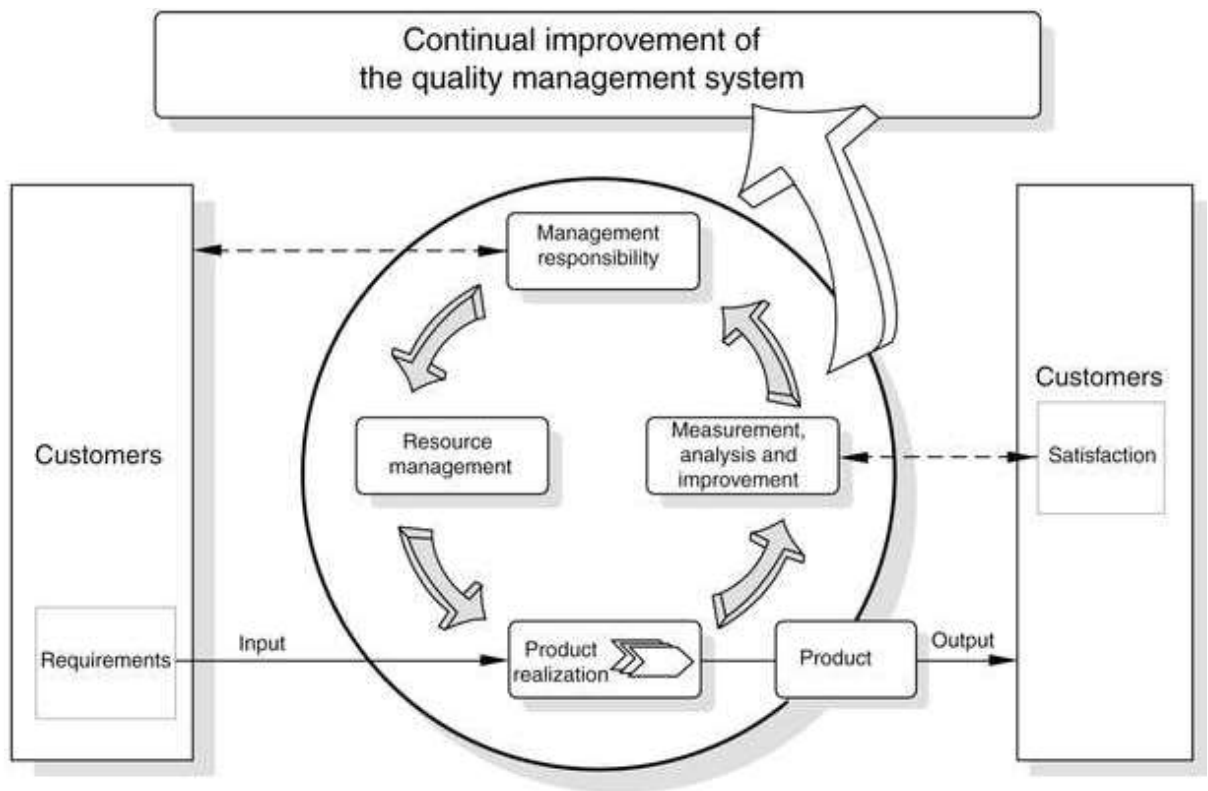 Continual improvement of
the quality management system
Management
responsibility
Customers
Resource
management
Measurement,
analysis and
improvement
Customers
Satisfaction
Requirements
Input
Product
realization
Product
Output